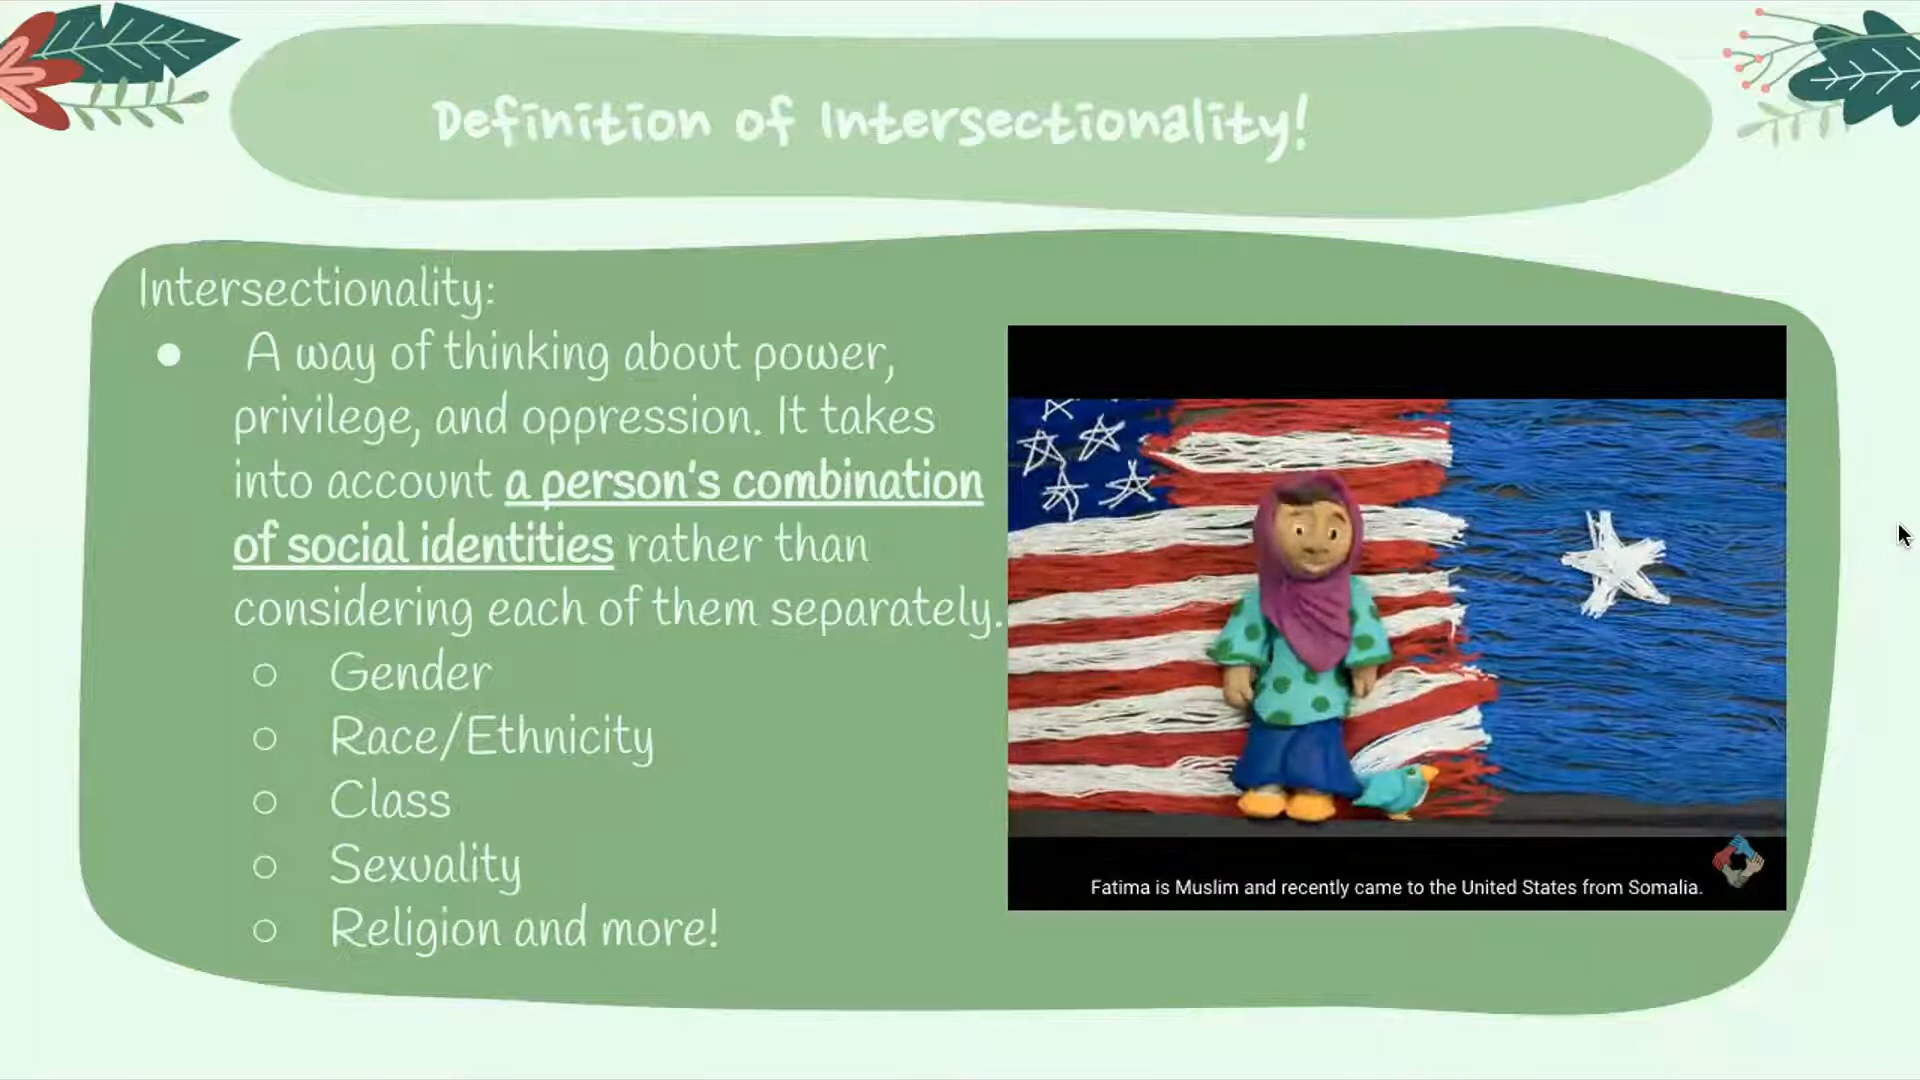 Definition of Intersectionality!
Intersectionality:
● A way of thinking about power,
privilege, and oppression. It takes
into account a person's combination
of social identities rather than
considering each of them separately.
○ Gender
○ Race/Ethnicity
○ Class
○ Sexuality
○ Religion and more!
Fatima is Muslim and recently came to the United States from Somalia.